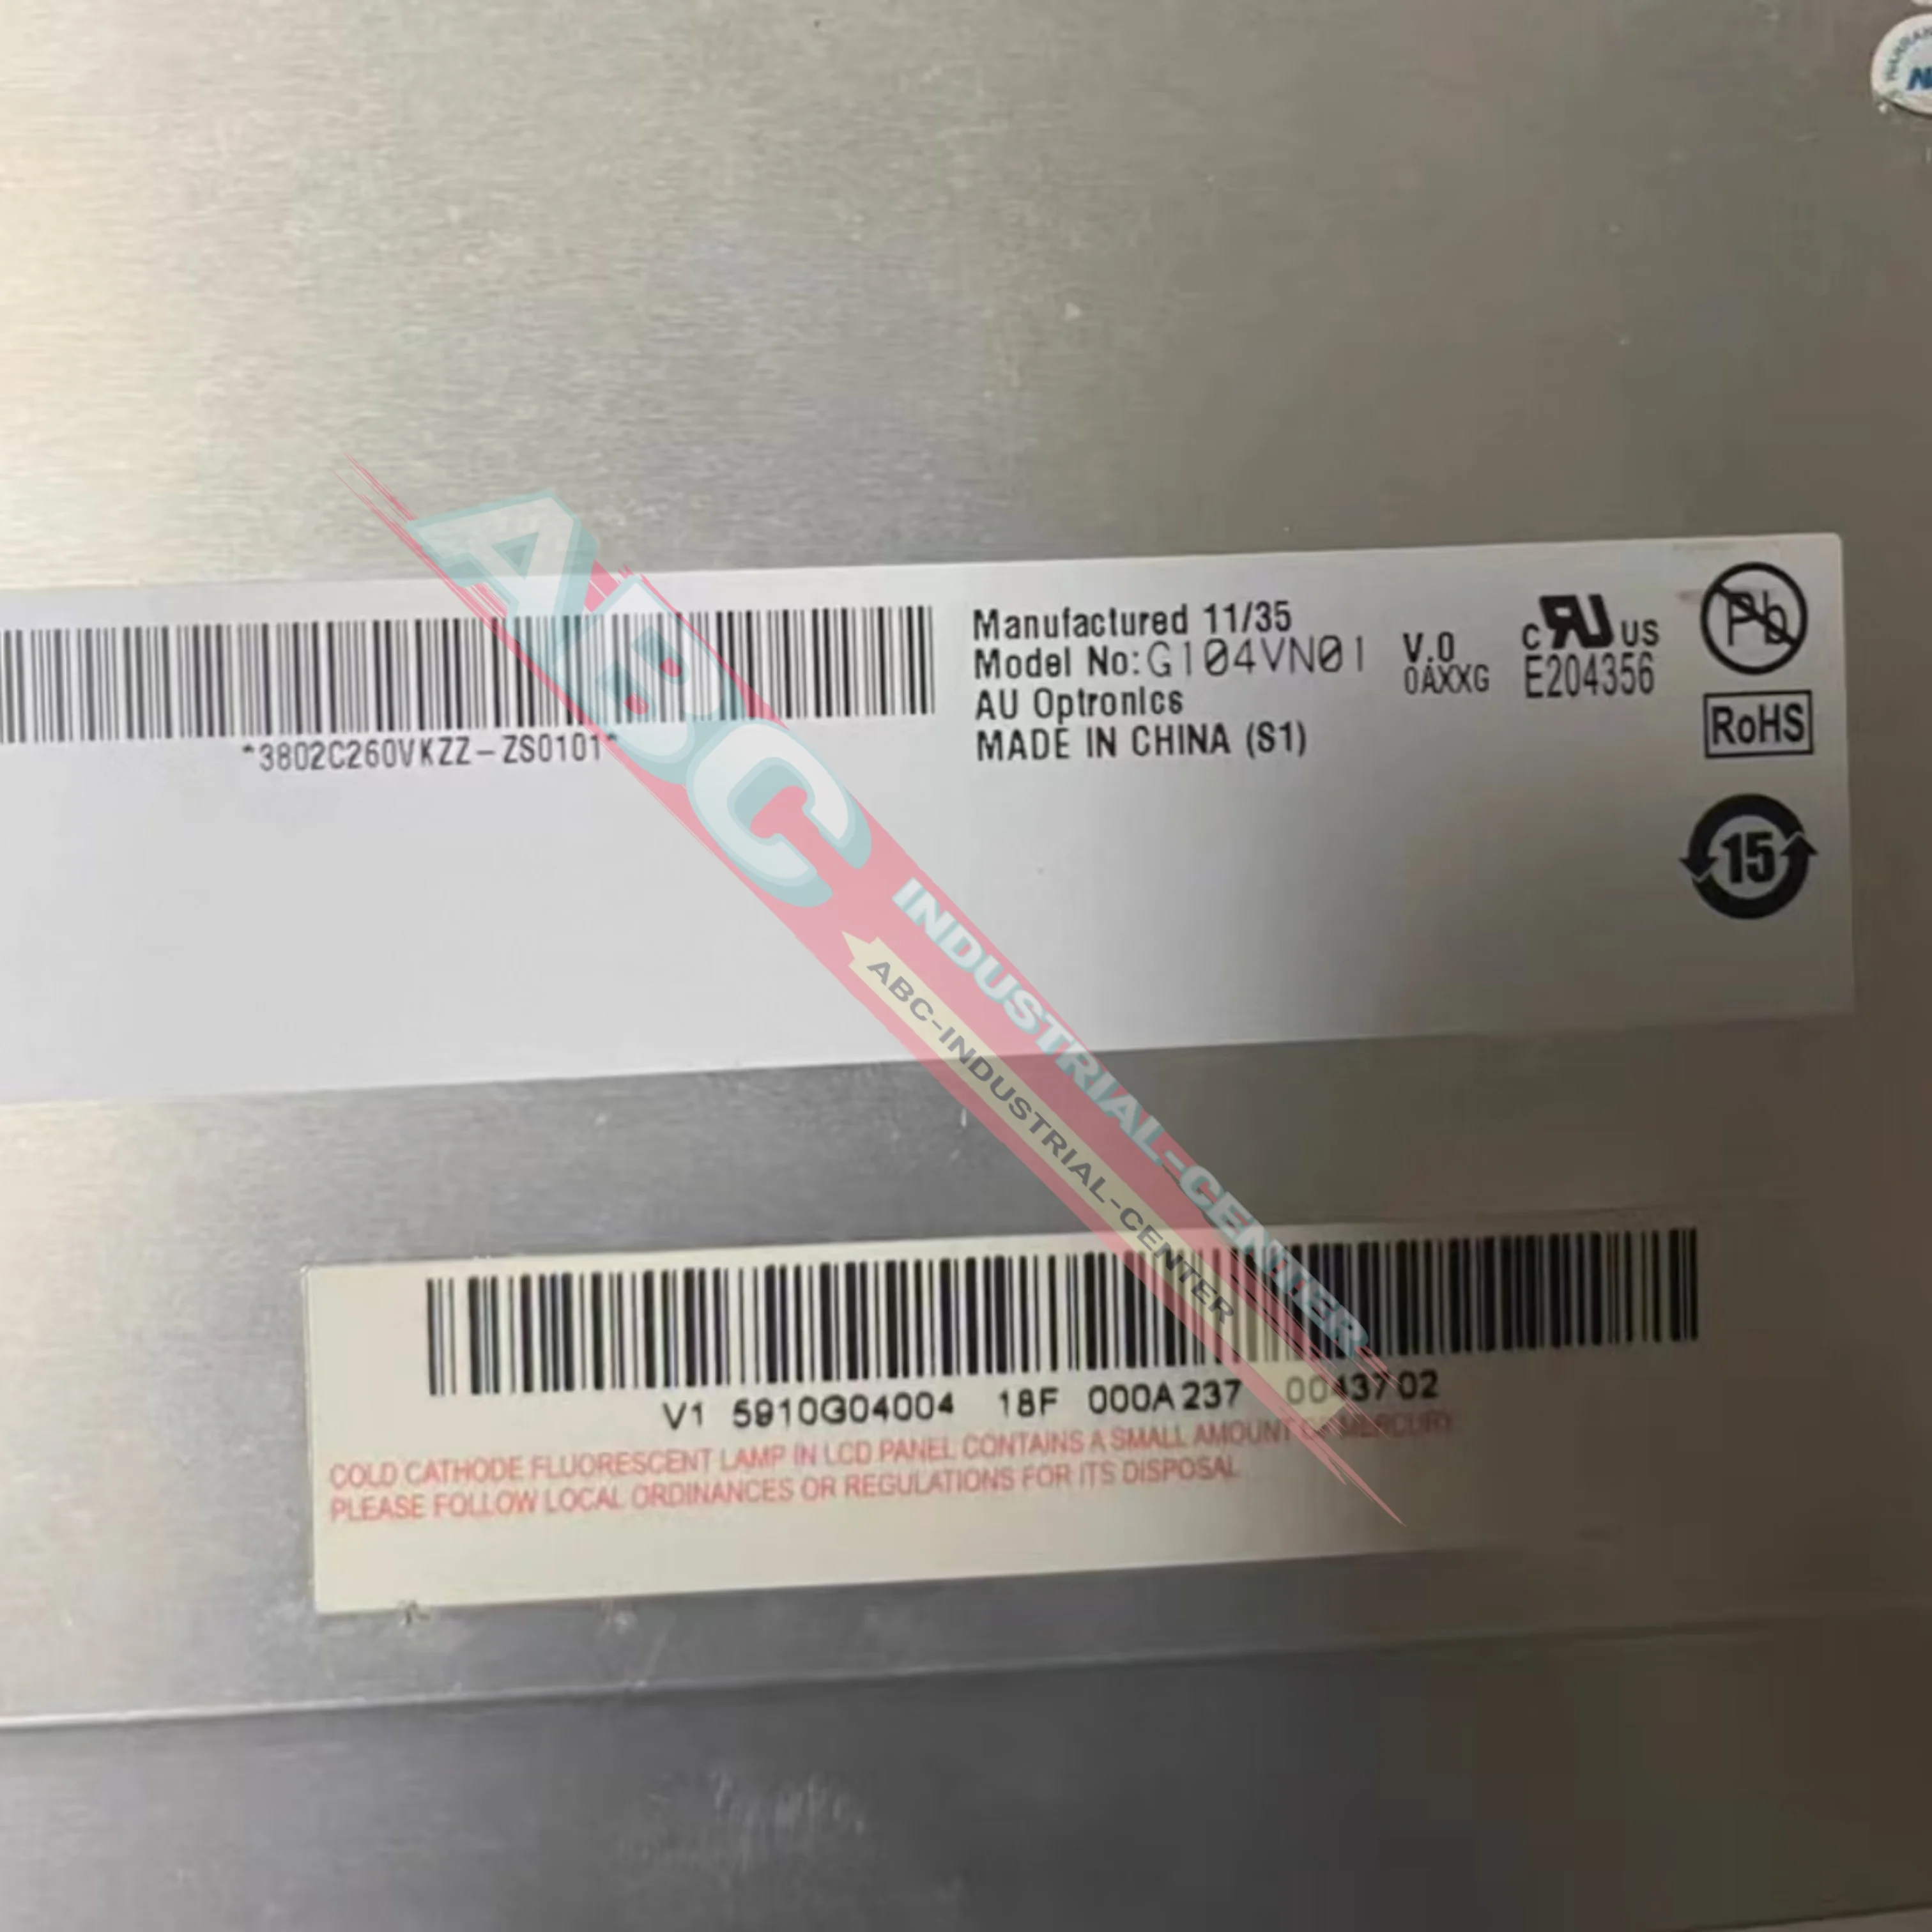 Manufactured 11/35
Model No:G104VN01 V.0
0AXXG
AU Optronics
MADE IN CHINA (S1)
c RU US
E204356
Pb
RoHS
15
*3802C260VKZZ-ZS0101*
ABC
INDUSTRIAL-CENTER
ABC-INDUSTRIAL-CENTER
V1 5910G04004 18F 000A237 0043702
COLD CATHODE FLUORESCENT LAMP IN LCD PANEL CONTAINS A SMALL AMOUNT OF MERCURY
PLEASE FOLLOW LOCAL ORDINANCES OR REGULATIONS FOR ITS DISPOSAL